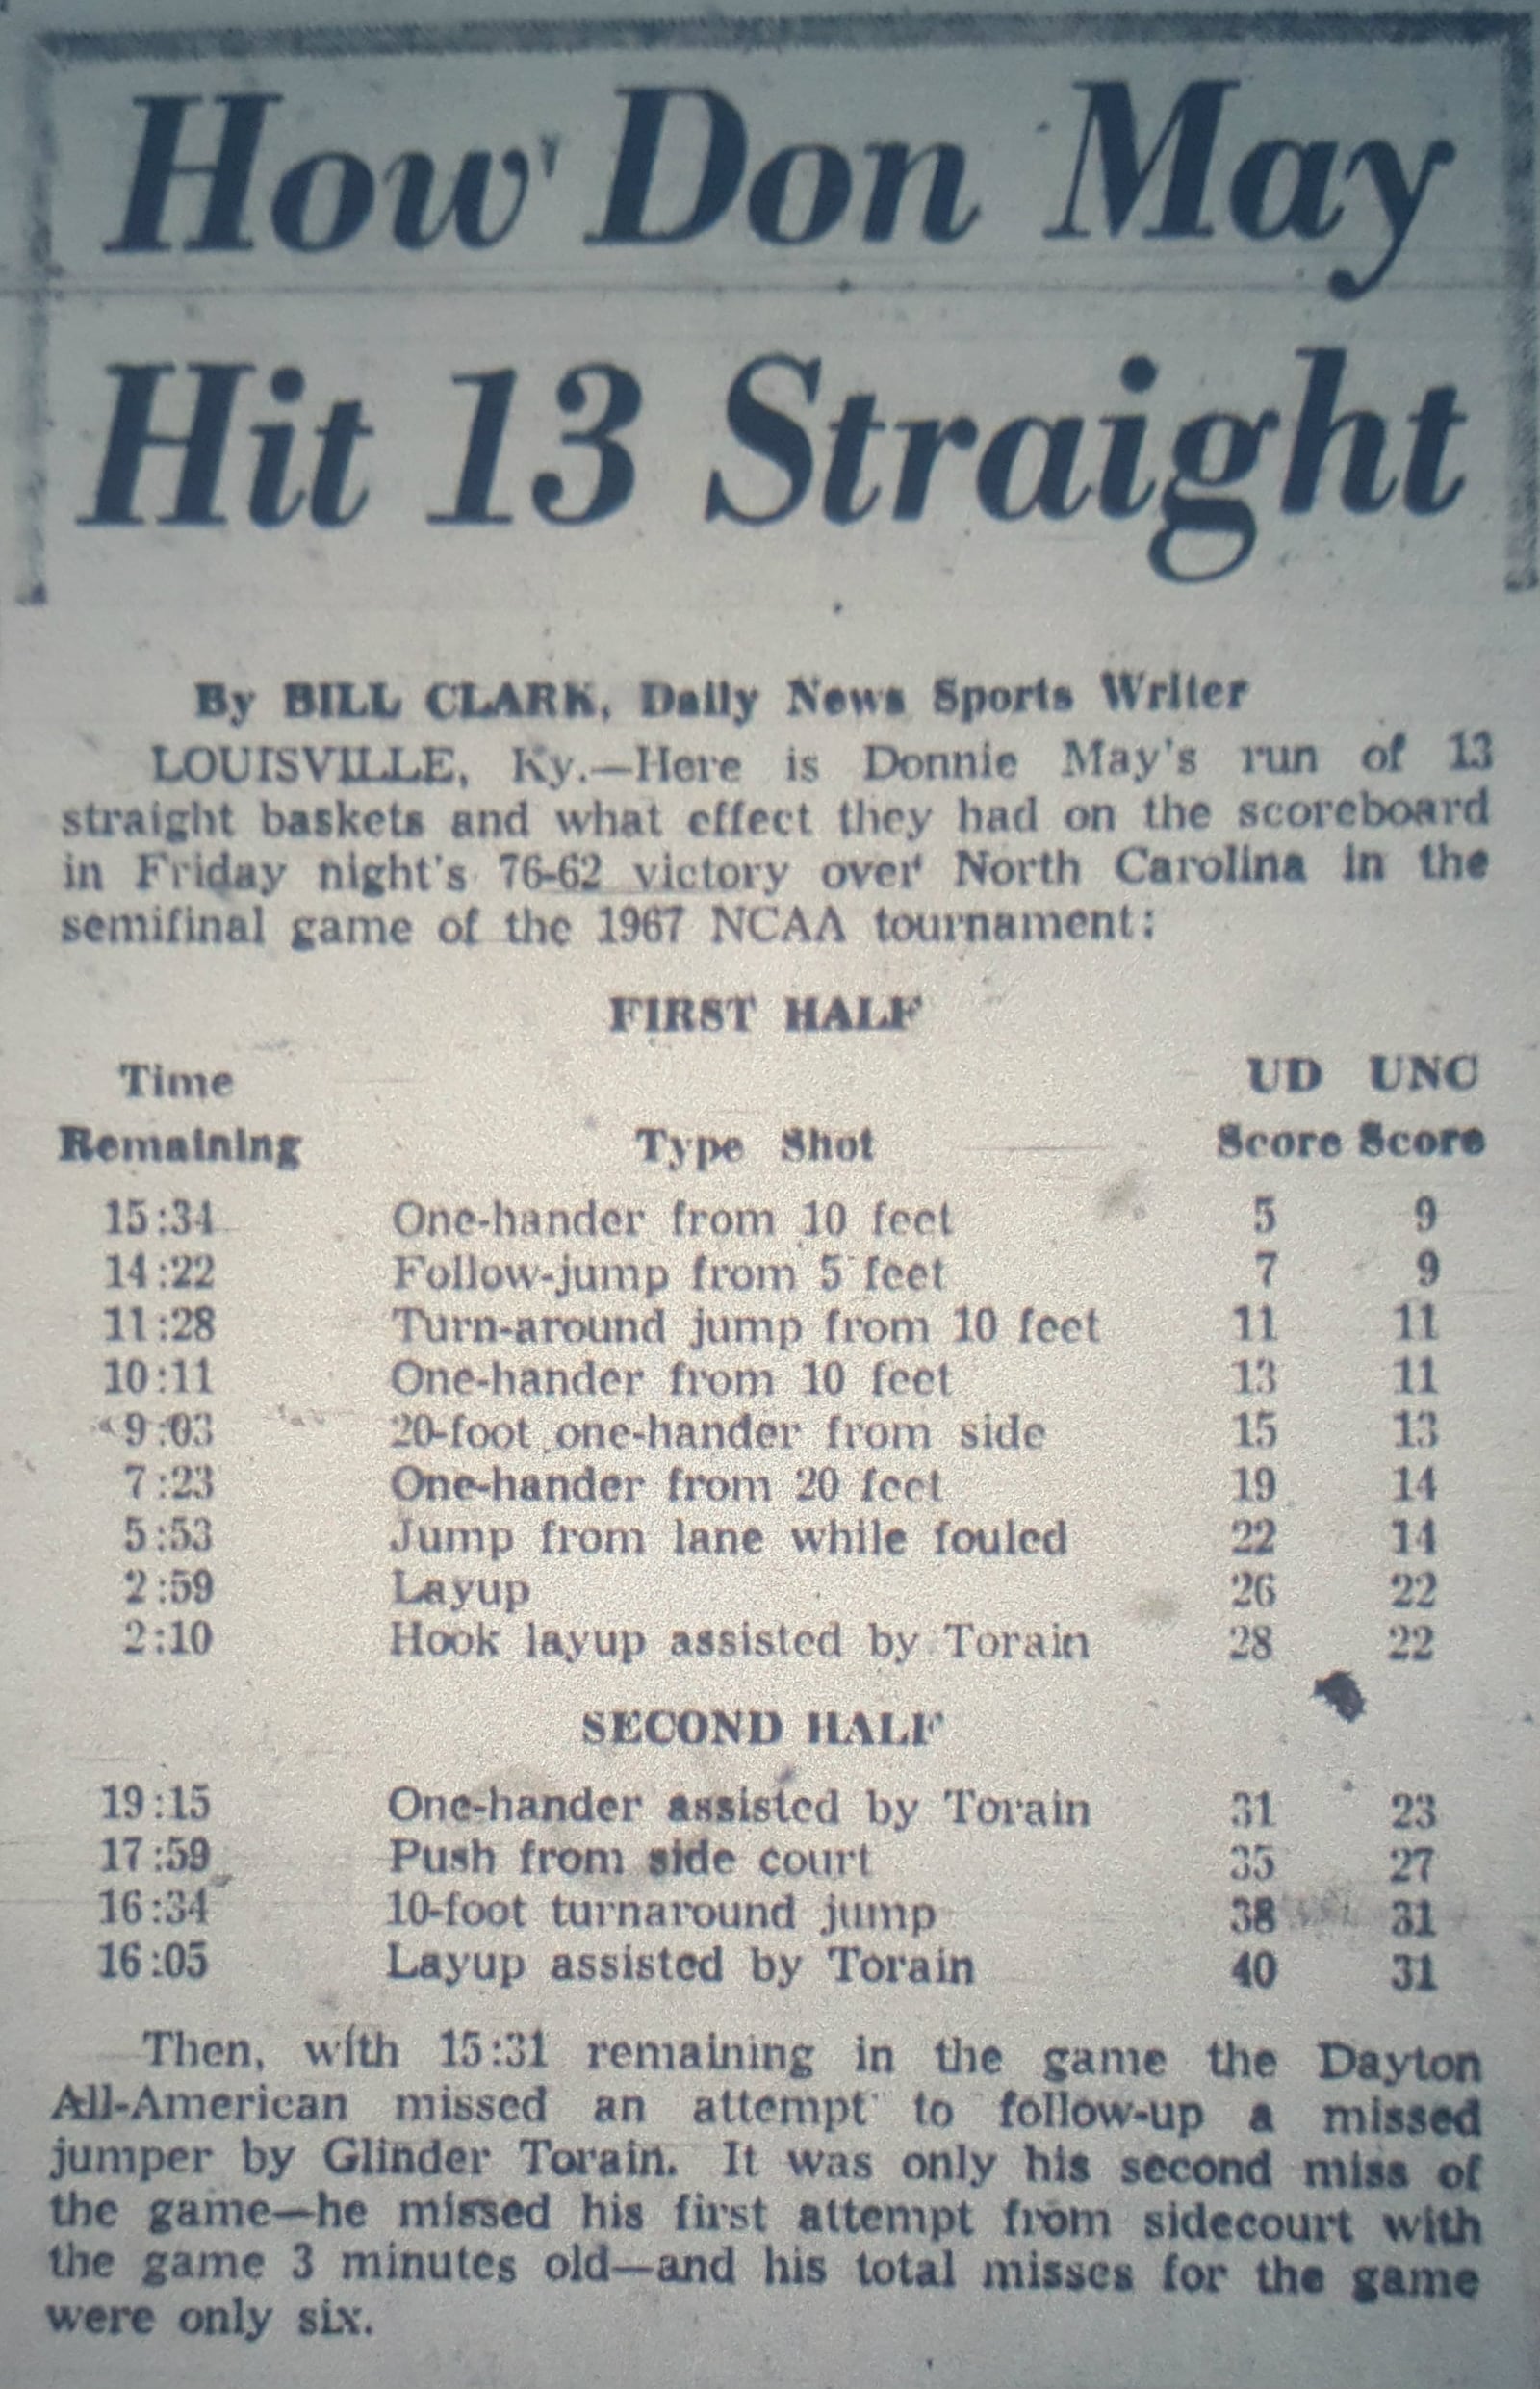 How Don May
Hit 13 Straight
By BILL CLARK, Daily News Sports Writer
LOUISVILLE, Ky.—Here is Donnie May's run of 13
straight baskets and what effect they had on the scoreboard
in Friday night's 76-62 victory over North Carolina in the
semifinal game of the 1967 NCAA tournament:
FIRST HALF
Time UD UNC
Remaining Type Shot Score Score
15:34 One-hander from 10 feet 5 9
14:22 Follow-jump from 5 feet 7 9
11:28 Turn-around jump from 10 feet 11 11
10:11 One-hander from 10 feet 13 11
9:03 20-foot one-hander from side 15 13
7:23 One-hander from 20 feet 19 14
5:53 Jump from lane while fouled 22 14
2:59 Layup 26 22
2:10 Hook layup assisted by Torain 28 22
SECOND HALF
19:15 One-hander assisted by Torain 31 23
17:59 Push from side court 35 27
16:34 10-foot turnaround jump 38 31
16:05 Layup assisted by Torain 40 31
Then, with 15:31 remaining in the game the Dayton
All-American missed an attempt to follow-up a missed
jumper by Glinder Torain. It was only his second miss of
the game—he missed his first attempt from sidecourt with
the game 3 minutes old—and his total misses for the game
were only six.